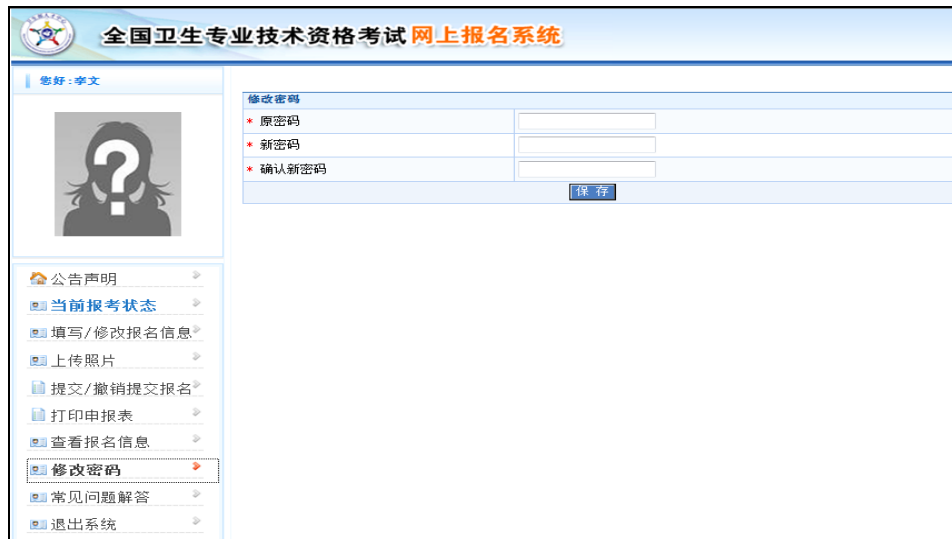 全国卫生专业技术资格考试网上报名系统
您好:李文
修改密码
* 原密码
* 新密码
* 确认新密码
保 存
公告声明
当前报考状态
填写/修改报名信息
上传照片
提交/撤销提交报名
打印申报表
查看报名信息
修改密码
常见问题解答
退出系统